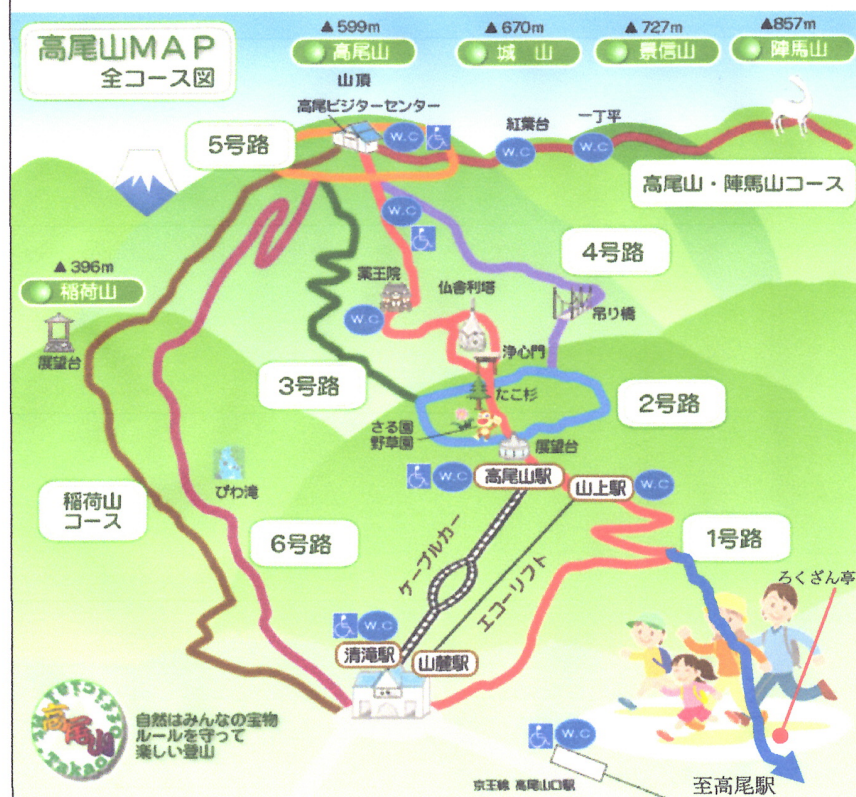 高尾山MAP
全コース図
▲599m
高尾山
▲670m
城 山
▲727m
景信山
▲857m
陣馬山
山頂
高尾ビジターセンター
W.C
紅葉台
W.C
一丁平
W.C
5号路
高尾山・陣馬山コース
W.C
4号路
▲396m
稲荷山
展望台
薬王院
W.C
仏舎利塔
吊り橋
浄心門
3号路
たこ杉
2号路
さる園
野草園
展望台
W.C
高尾山駅
山上駅
W.C
びわ滝
稲荷山
コース
6号路
1号路
ケーブルカー
エコーリフト
ろくざん亭
W.C
清滝駅
山麓駅
自然はみんなの宝物
ルールを守って
楽しい登山
高尾山
W.C
京王線 高尾山口駅
至高尾駅